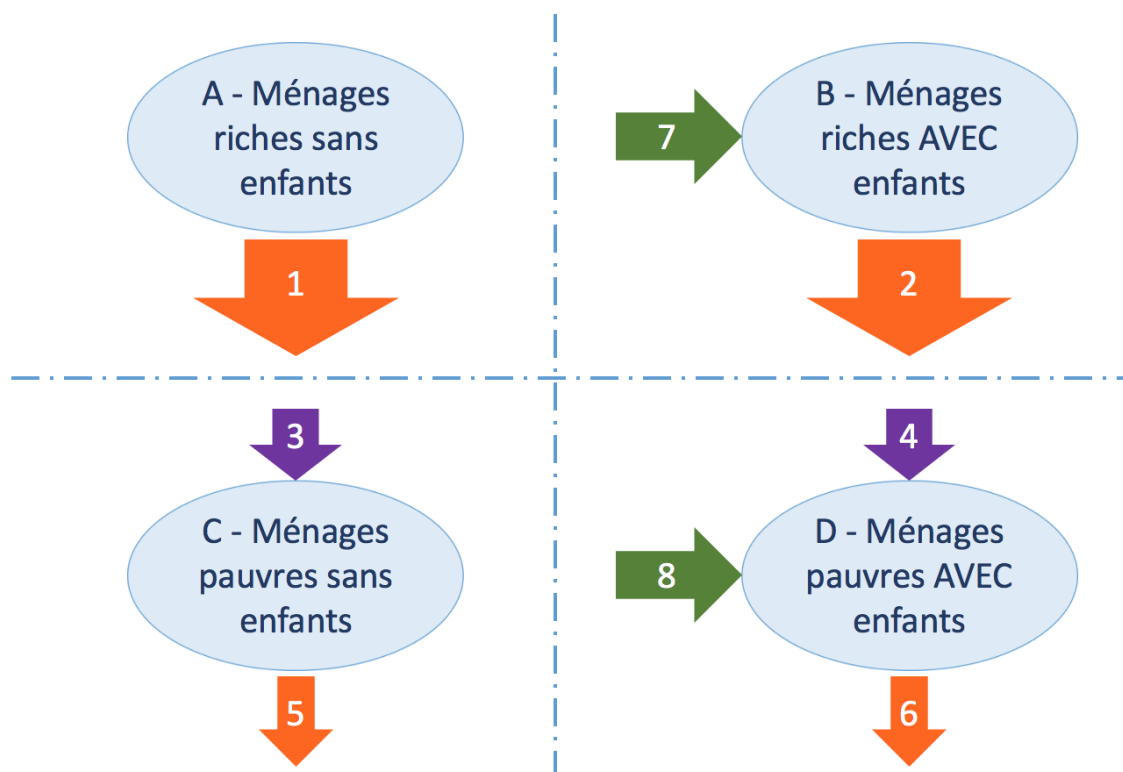 A - Ménages
riches sans
enfants
7
B - Ménages
riches AVEC
enfants
1
2
3
4
C - Ménages
pauvres sans
enfants
8
D - Ménages
pauvres AVEC
enfants
5
6